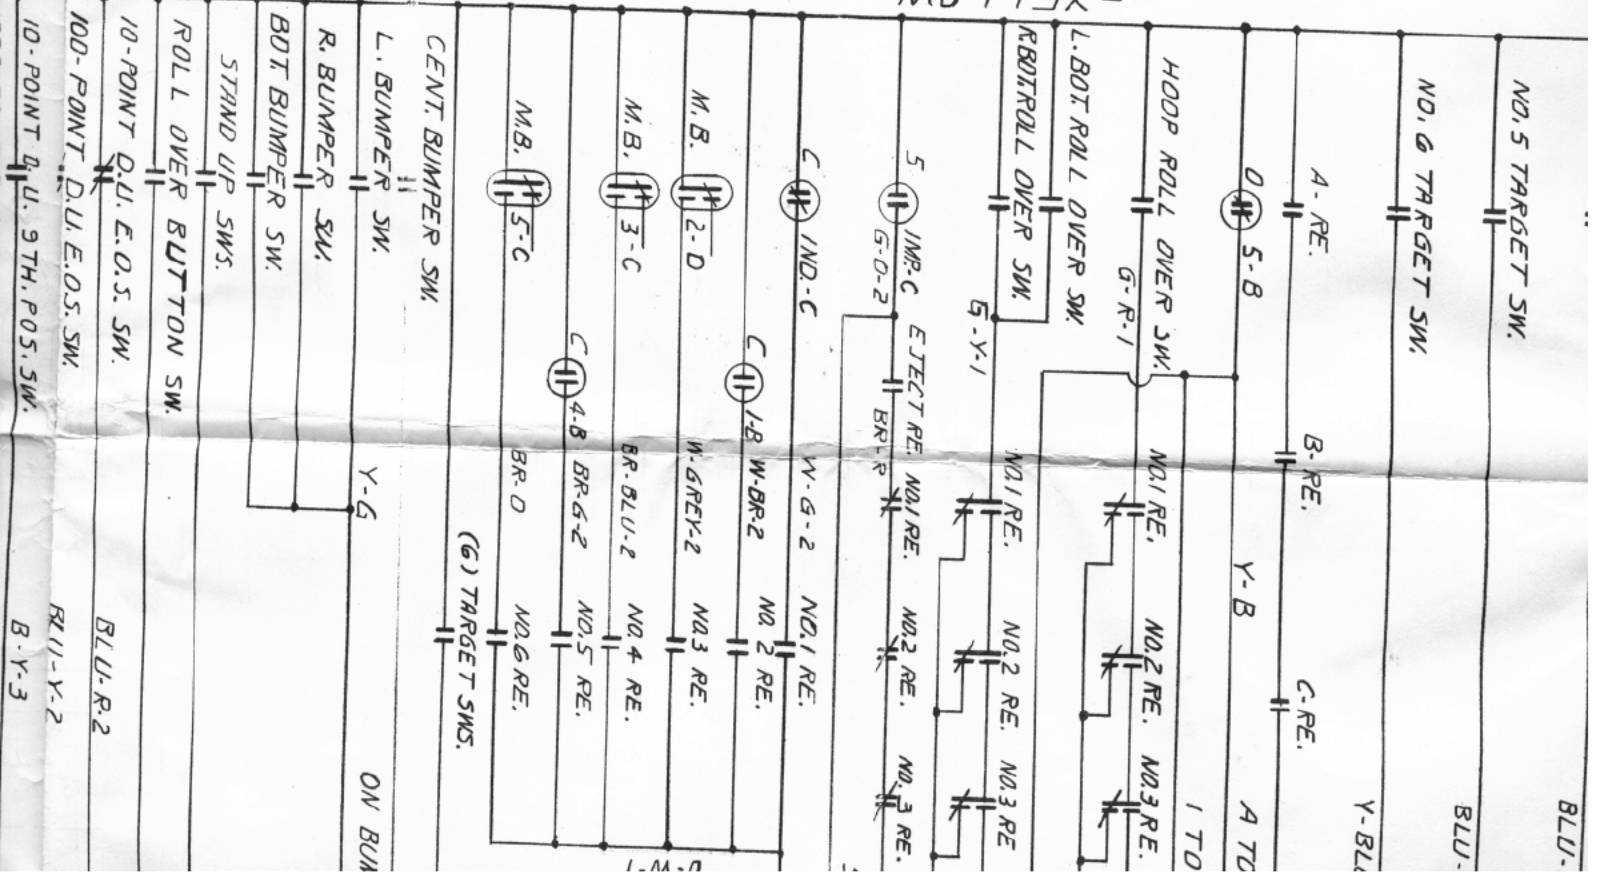 YELLOW
NO. 5 TARGET SW.
BLU-
BLU-
NO. 6 TARGET SW.
Y-BL
A-RE.
B-RE.
C-RE.
O
5-B
Y-B
A TO
1 TO
HOOP ROLL OVER SW.
G-R-1
NO.1 RE.
NO.2 RE.
NO.3 RE.
L. BOT. ROLL OVER SW.
R. BOT ROLL OVER SW.
G-Y-1
NO.1 RE.
NO.2 RE.
NO.3 RE
5
IMP.-C
G-O-2
EJECT RE.
BR-R
NO.1 RE.
NO.2 RE.
NO. 3 RE.
C
IND-C
W-G-2
NO.1 RE.
C
1-B
W-BR-2
NO. 2 RE.
M.B.
2-D
W-GREY-2
NO.3 RE.
M.B.
3-C
BR-BLU-2
NO. 4 RE.
C
4-B
BR-G-2
NO.5 RE.
M.B.
5-C
BR-O
NO.6 RE.
CENT. BUMPER SW.
(6) TARGET SWS.
L. BUMPER SW.
Y-G
ON BUM
R. BUMPER SW.
BOT. BUMPER SW.
STAND UP SWS.
ROLL OVER BUTTON SW.
10-POINT D.U. E.O.S. SW.
BLU-R-2
100-POINT D.U.E.O.S. SW.
BLU-Y-2
10-POINT D.U. 9TH. POS. SW.
B-Y-3